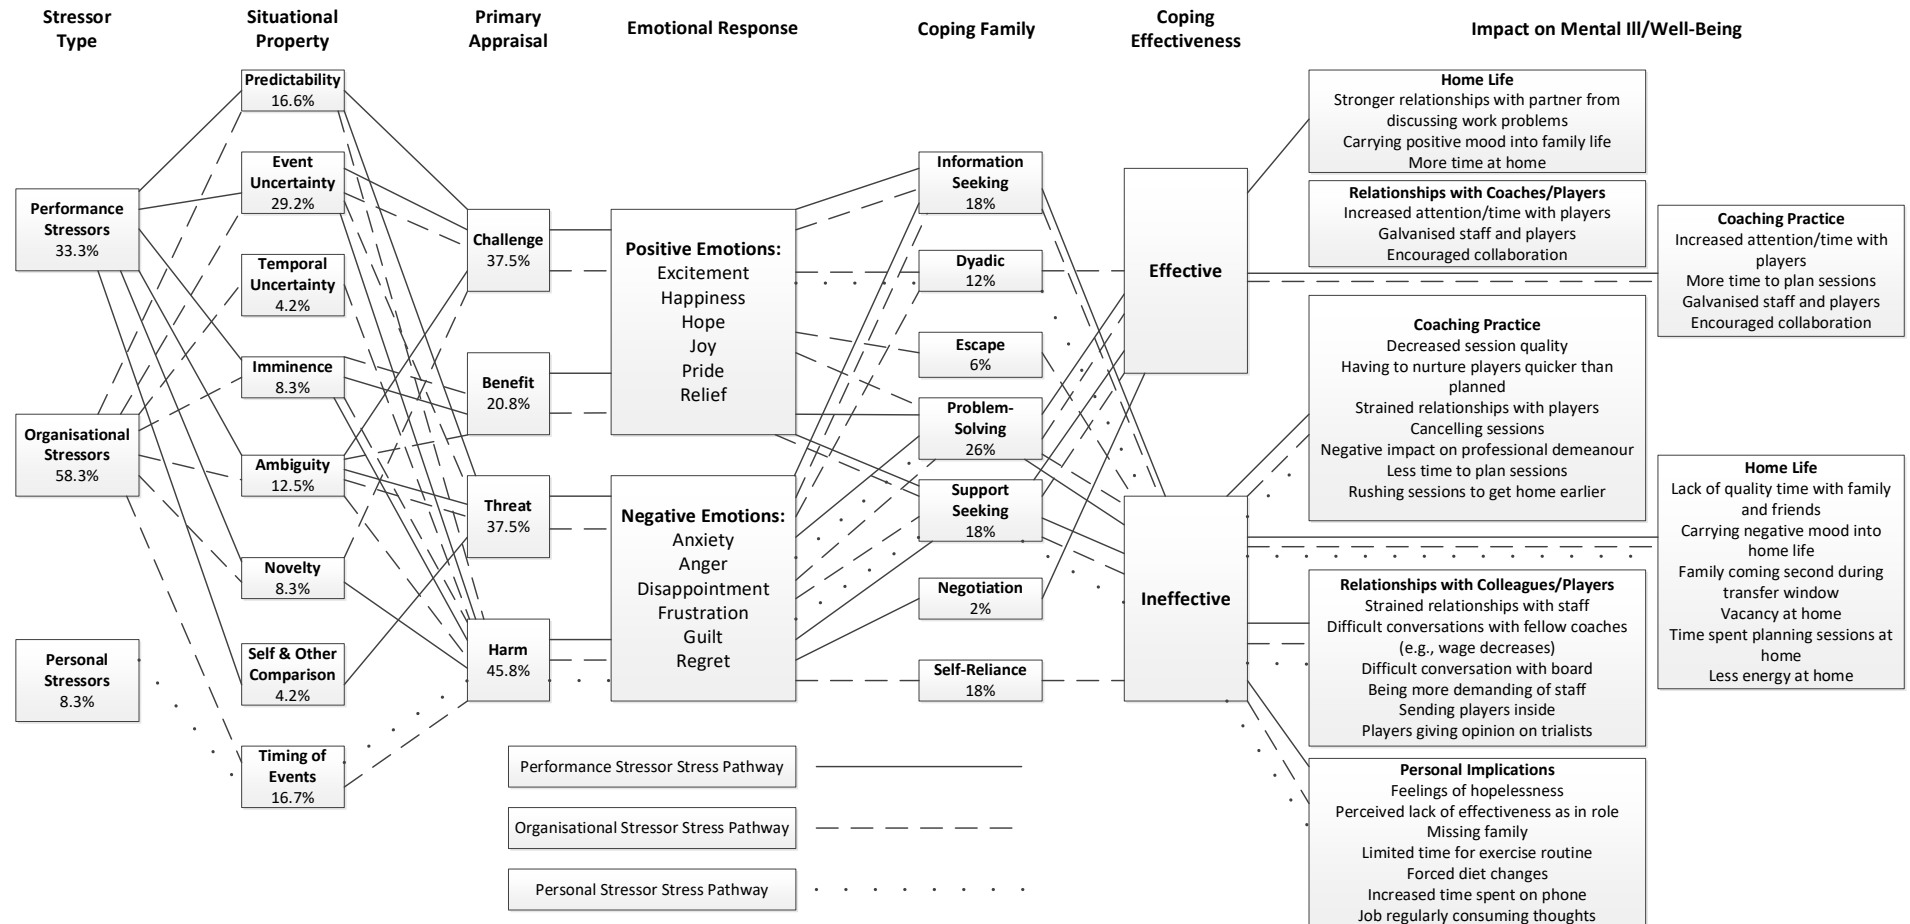 Stressor
Type
Situational
Property
Primary
Appraisal
Emotional Response
Coping Family
Coping
Effectiveness
Impact on Mental Ill/Well-Being
Performance
Stressors
33.3%
Organisational
Stressors
58.3%
Personal
Stressors
8.3%
Predictability
16.6%
Event
Uncertainty
29.2%
Temporal
Uncertainty
4.2%
Imminence
8.3%
Ambiguity
12.5%
Novelty
8.3%
Self & Other
Comparison
4.2%
Timing of
Events
16.7%
Challenge
37.5%
Benefit
20.8%
Threat
37.5%
Harm
45.8%
Positive Emotions:
Excitement
Happiness
Hope
Joy
Pride
Relief
Negative Emotions:
Anxiety
Anger
Disappointment
Frustration
Guilt
Regret
Information
Seeking
18%
Dyadic
12%
Escape
6%
Problem-
Solving
26%
Support
Seeking
18%
Negotiation
2%
Self-Reliance
18%
Effective
Ineffective
Home Life
Stronger relationships with partner from
discussing work problems
Carrying positive mood into family life
More time at home
Relationships with Coaches/Players
Increased attention/time with players
Galvanised staff and players
Encouraged collaboration
Coaching Practice
Increased attention/time with
players
More time to plan sessions
Galvanised staff and players
Encouraged collaboration
Coaching Practice
Decreased session quality
Having to nurture players quicker than
planned
Strained relationships with players
Cancelling sessions
Negative impact on professional demeanour
Less time to plan sessions
Rushing sessions to get home earlier
Home Life
Lack of quality time with family
and friends
Carrying negative mood into
home life
Family coming second during
transfer window
Vacancy at home
Time spent planning sessions at
home
Less energy at home
Relationships with Colleagues/Players
Strained relationships with staff
Difficult conversations with fellow coaches
(e.g., wage decreases)
Difficult conversation with board
Being more demanding of staff
Sending players inside
Players giving opinion on trialists
Personal Implications
Feelings of hopelessness
Perceived lack of effectiveness as in role
Missing family
Limited time for exercise routine
Forced diet changes
Increased time spent on phone
Job regularly consuming thoughts
Performance Stressor Stress Pathway
Organisational Stressor Stress Pathway
Personal Stressor Stress Pathway